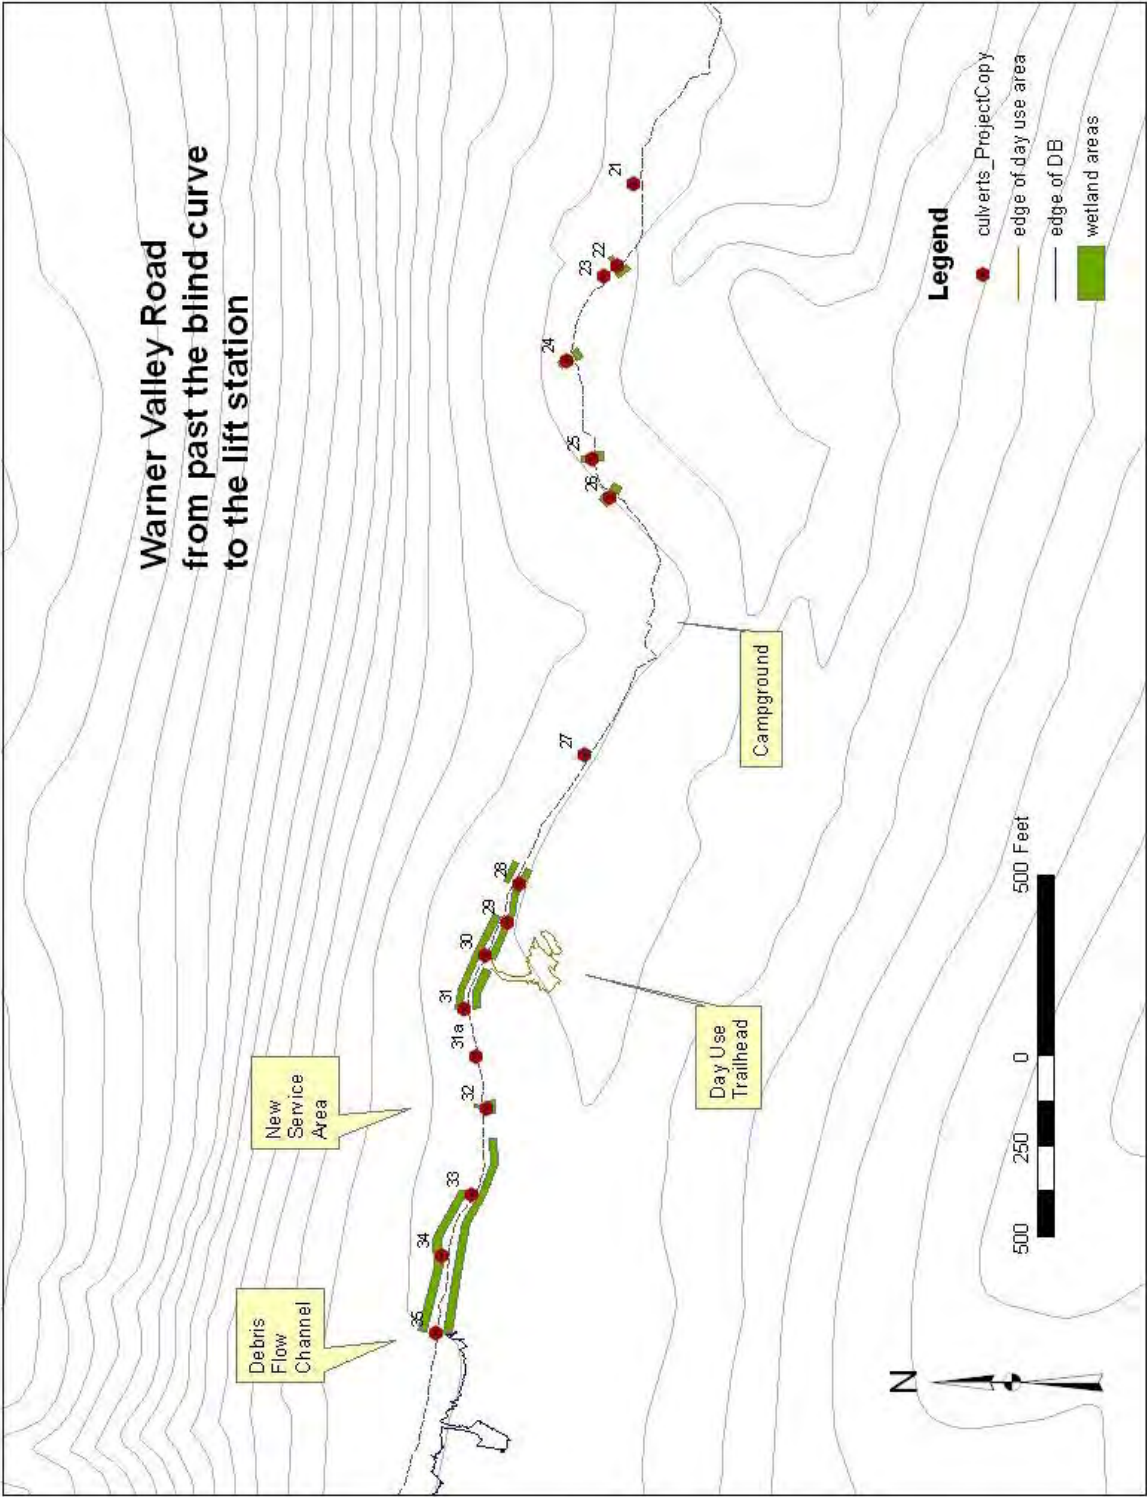 Warner Valley Road
from past the blind curve
to the lift station
Debris
Flow
Channel
New
Service
Area
35
34
33
32
31a
31
30
29
28
27
26
25
24
23
22
21
Day Use
Trailhead
Campground
N
500
250
0
500 Feet
Legend
culverts_ProjectCopy
edge of day use area
edge of DB
wetland areas